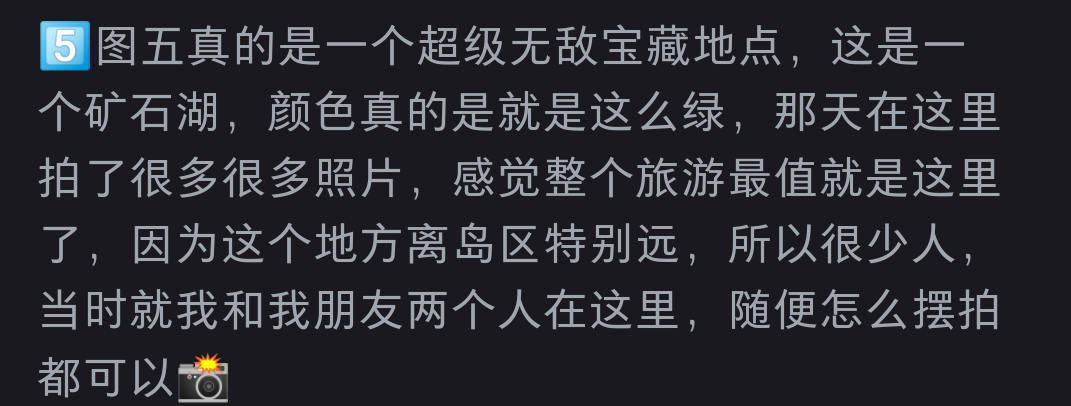 5️⃣图五真的是一个超级无敌宝藏地点，这是一
个矿石湖，颜色真的是就是这么绿，那天在这里
拍了很多很多照片，感觉整个旅游最值就是这里
了，因为这个地方离岛区特别远，所以很少人，
当时就我和我朋友两个人在这里，随便怎么摆拍
都可以📸